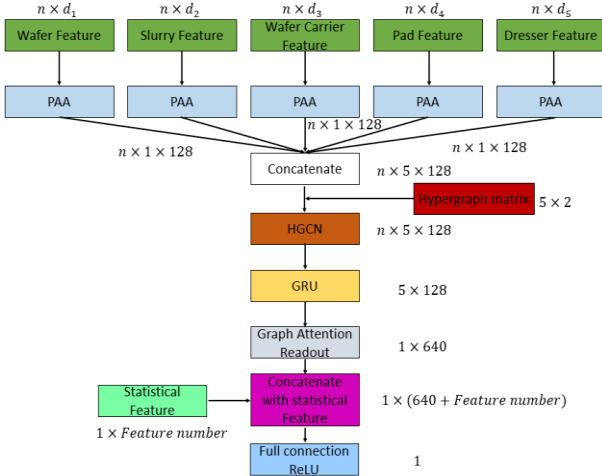 n × d₁
n × d₂
n × d₃
n × d₄
n × d₅
Wafer Feature
Slurry Feature
Wafer Carrier
Feature
Pad Feature
Dresser Feature
PAA
PAA
PAA
PAA
PAA
n × 1 × 128
n × 1 × 128
n × 1 × 128
Concatenate
n × 5 × 128
Hypergraph matrix
5 × 2
HGCN
n × 5 × 128
GRU
5 × 128
Graph Attention
Readout
1 × 640
Statistical
Feature
1 × Feature number
Concatenate
with statistical
Feature
1 × (640 + Feature number)
Full connection
ReLU
1